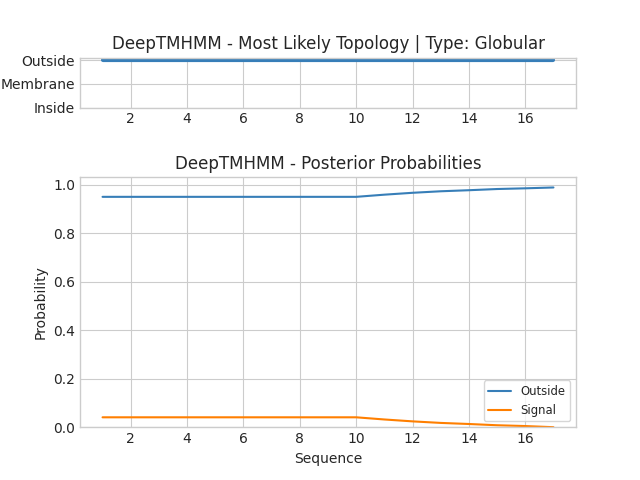 DeepTMHMM - Most Likely Topology | Type: Globular
Outside
Membrane
Inside
2 4 6 8 10 12 14 16
DeepTMHMM - Posterior Probabilities
1.0
0.8
0.6
0.4
0.2
0.0
Probability
Outside
Signal
2 4 6 8 10 12 14 16
Sequence